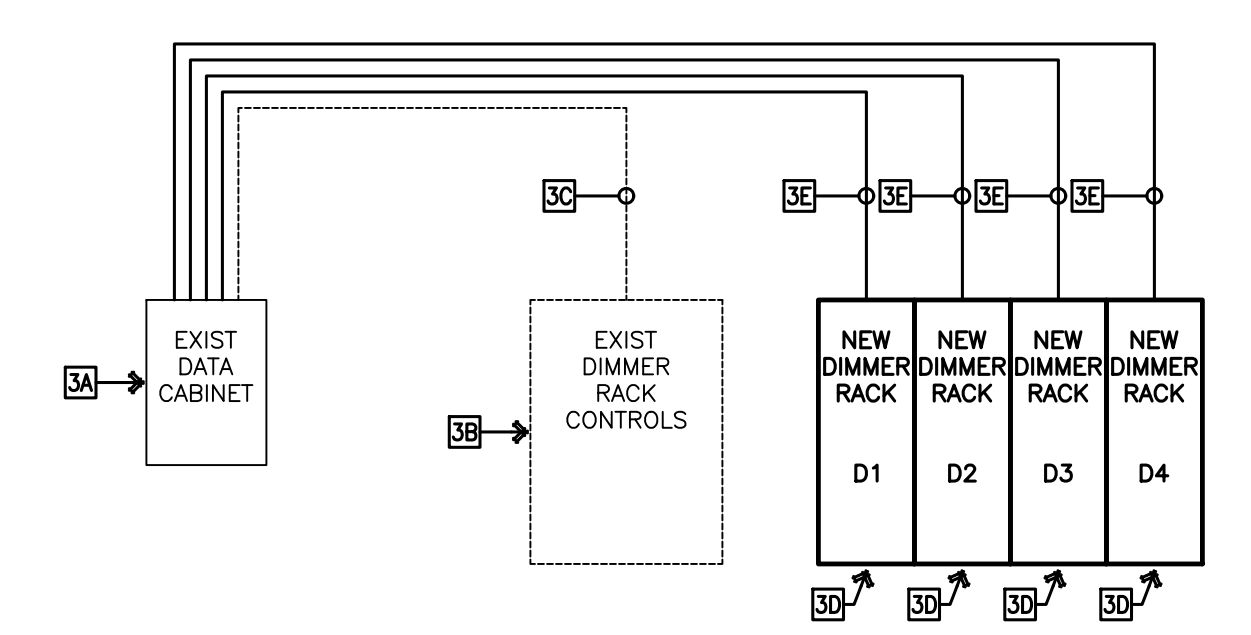 3C
3E
3E
3E
3E
EXIST
DATA
CABINET
3A
EXIST
DIMMER
RACK
CONTROLS
3B
NEW
DIMMER
RACK
D1
NEW
DIMMER
RACK
D2
NEW
DIMMER
RACK
D3
NEW
DIMMER
RACK
D4
3D
3D
3D
3D